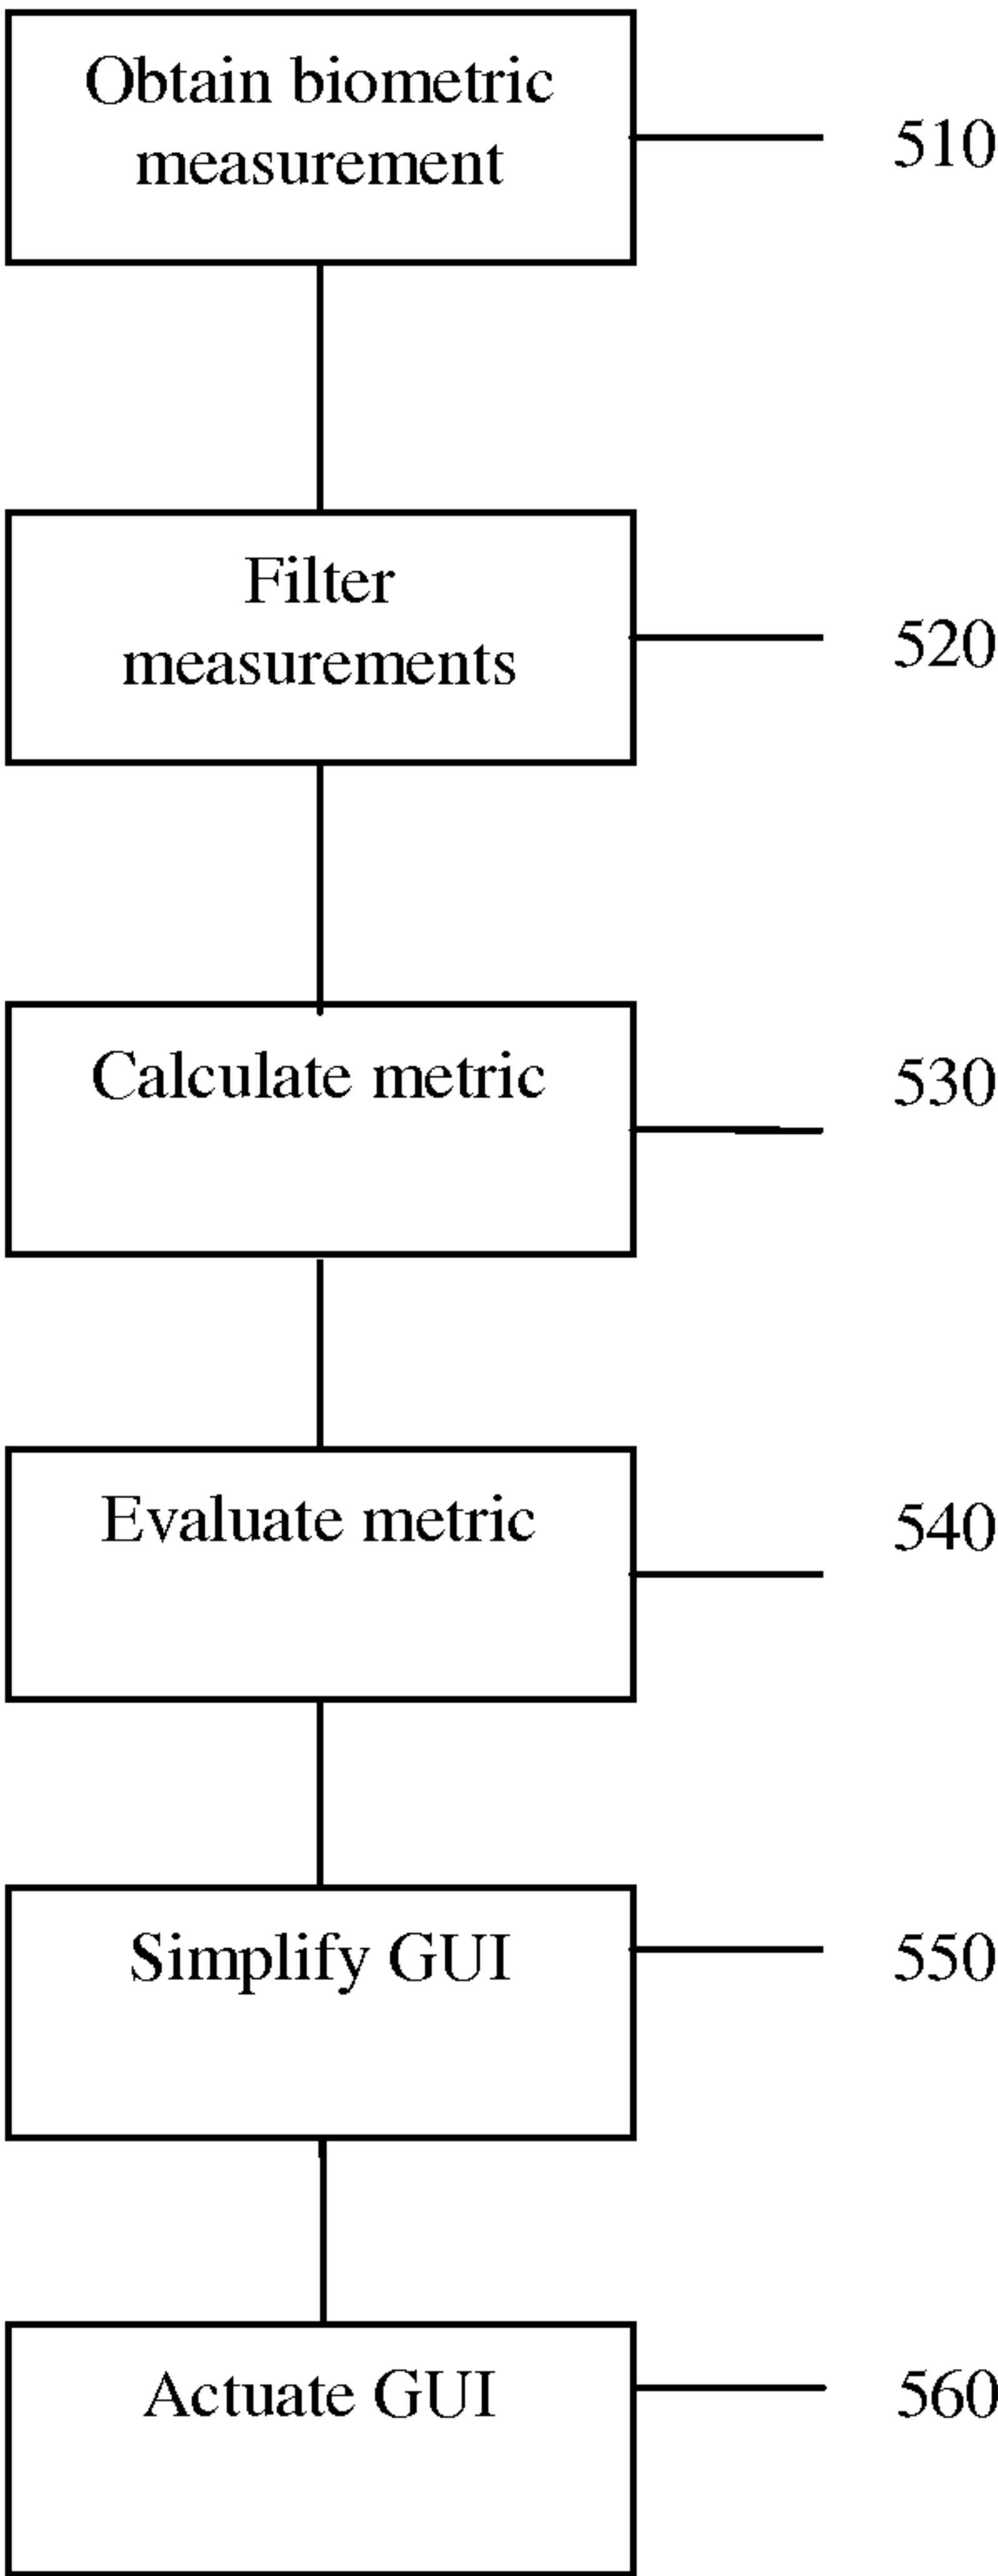 Obtain biometric
measurement
510
Filter
measurements
520
Calculate metric
530
Evaluate metric
540
Simplify GUI
550
Actuate GUI
560